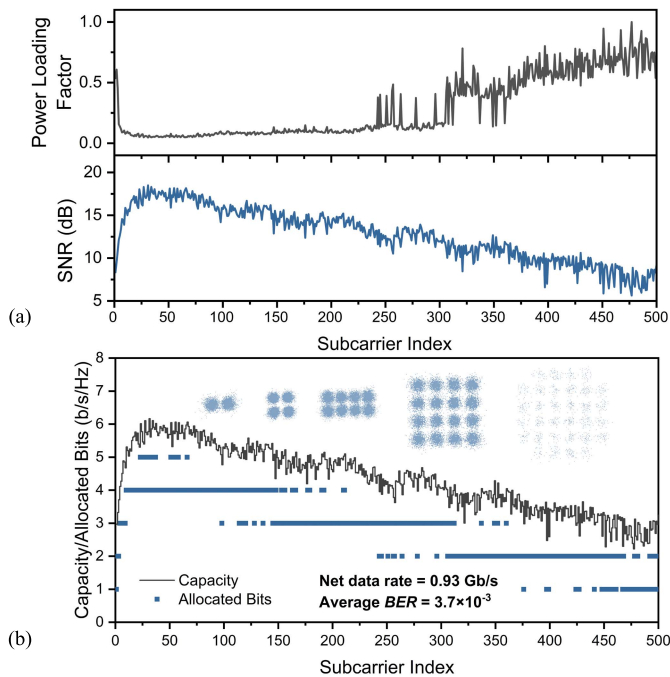 1.0
0.5
0.0
Power Loading
Factor
20
15
10
5
SNR (dB)
0 50 100 150 200 250 300 350 400 450 500
Subcarrier Index
(a)
8
7
6
5
4
3
2
1
0
Capacity/Allocated Bits (b/s/Hz)
Capacity
Allocated Bits
Net data rate = 0.93 Gb/s
Average BER = 3.7×10-3
0 50 100 150 200 250 300 350 400 450 500
Subcarrier Index
(b)